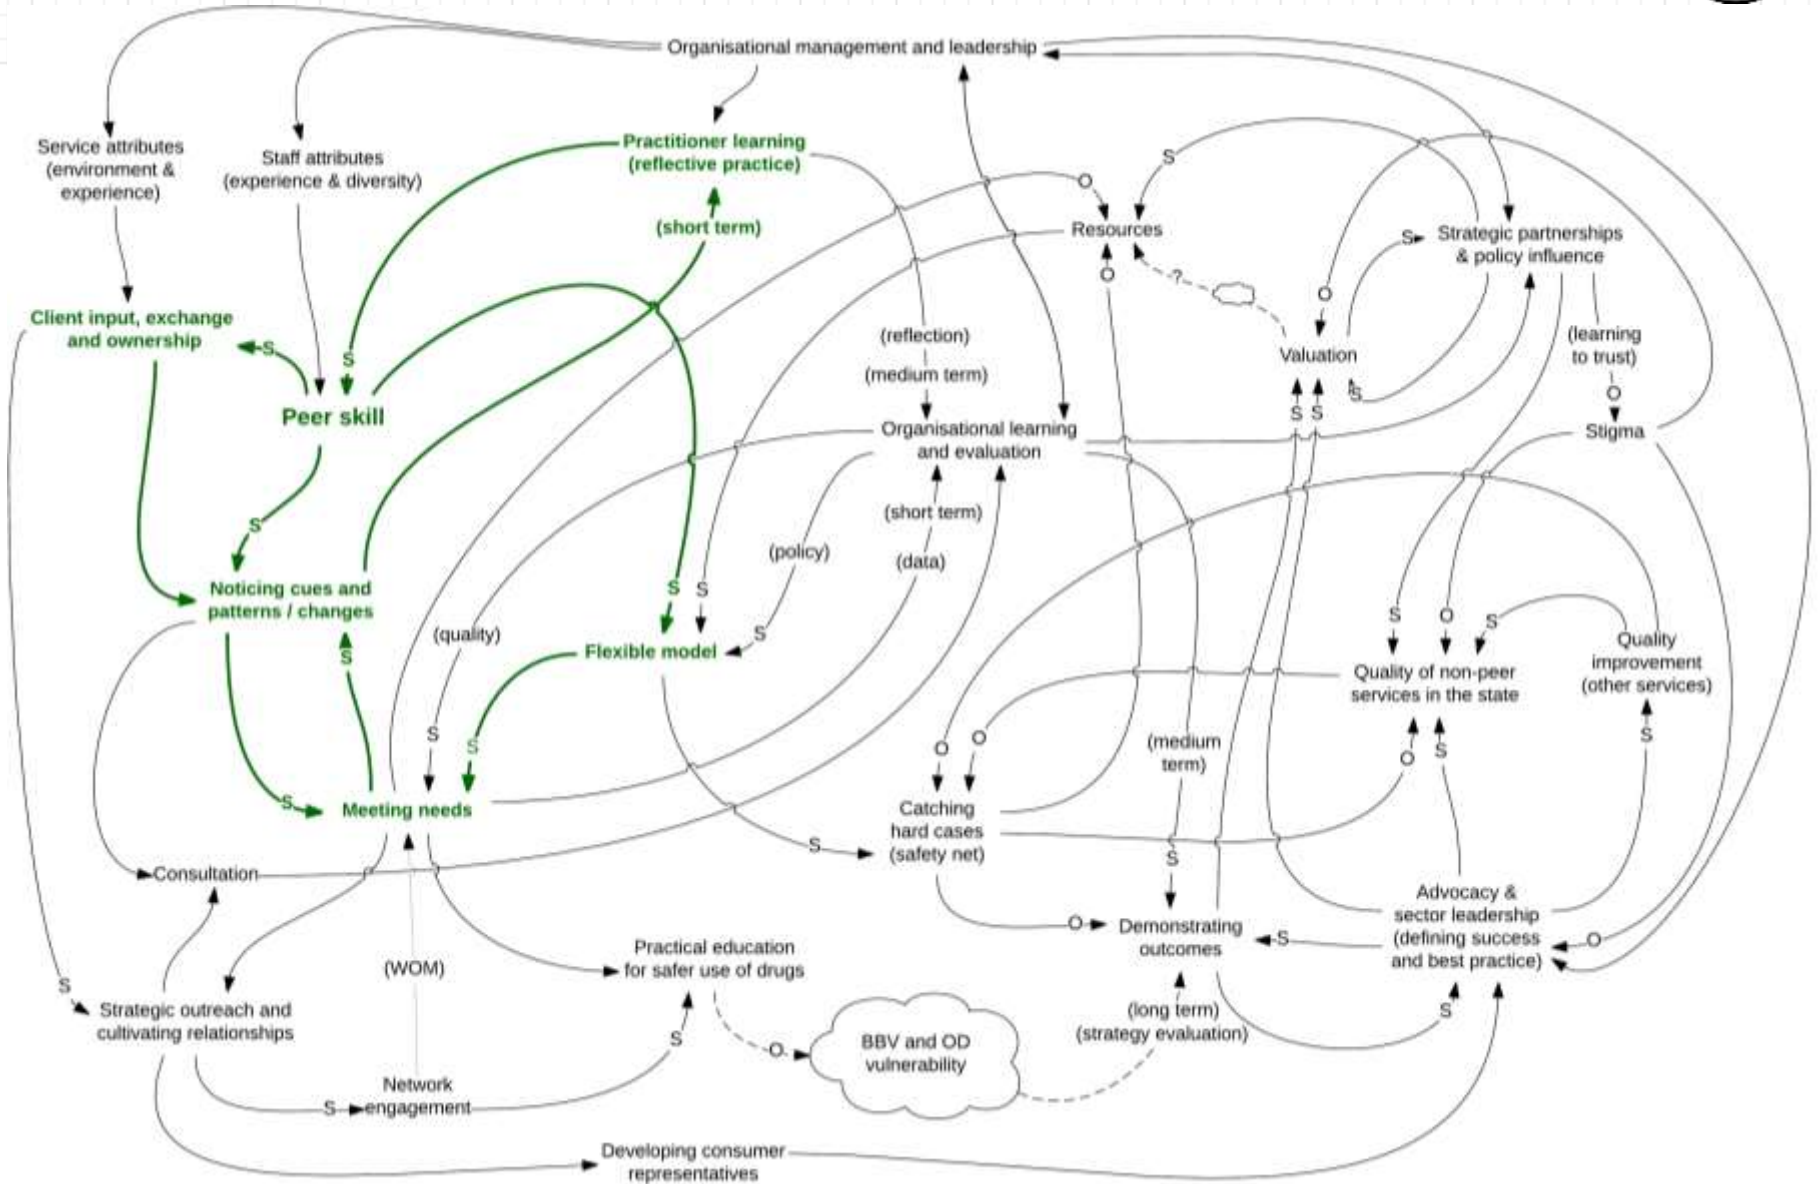 Organisational management and leadership
Service attributes
(environment &
experience)
Staff attributes
(experience & diversity)
Practitioner learning
(reflective practice)
(short term)
S
O
Resources
O
?
Strategic partnerships
& policy influence
S
O
Client input, exchange
and ownership
S
S
Peer skill
(reflection)
(medium term)
Valuation
(learning
to trust)
S
O
S
S
Organisational learning
and evaluation
Stigma
S
(short term)
(data)
(policy)
Noticing cues and
patterns / changes
S
S
S
(quality)
Flexible model
S
S
O
S
Quality of non-peer
services in the state
Quality
improvement
(other services)
S
S
S
Meeting needs
O
O
(medium
term)
O
S
S
Catching
hard cases
(safety net)
S
S
Consultation
O
Demonstrating
outcomes
S
Advocacy &
sector leadership
(defining success
and best practice)
O
(WOM)
Practical education
for safer use of drugs
S
Strategic outreach and
cultivating relationships
S
O
BBV and OD
vulnerability
(long term)
(strategy evaluation)
S
Network
engagement
S
Developing consumer
representatives